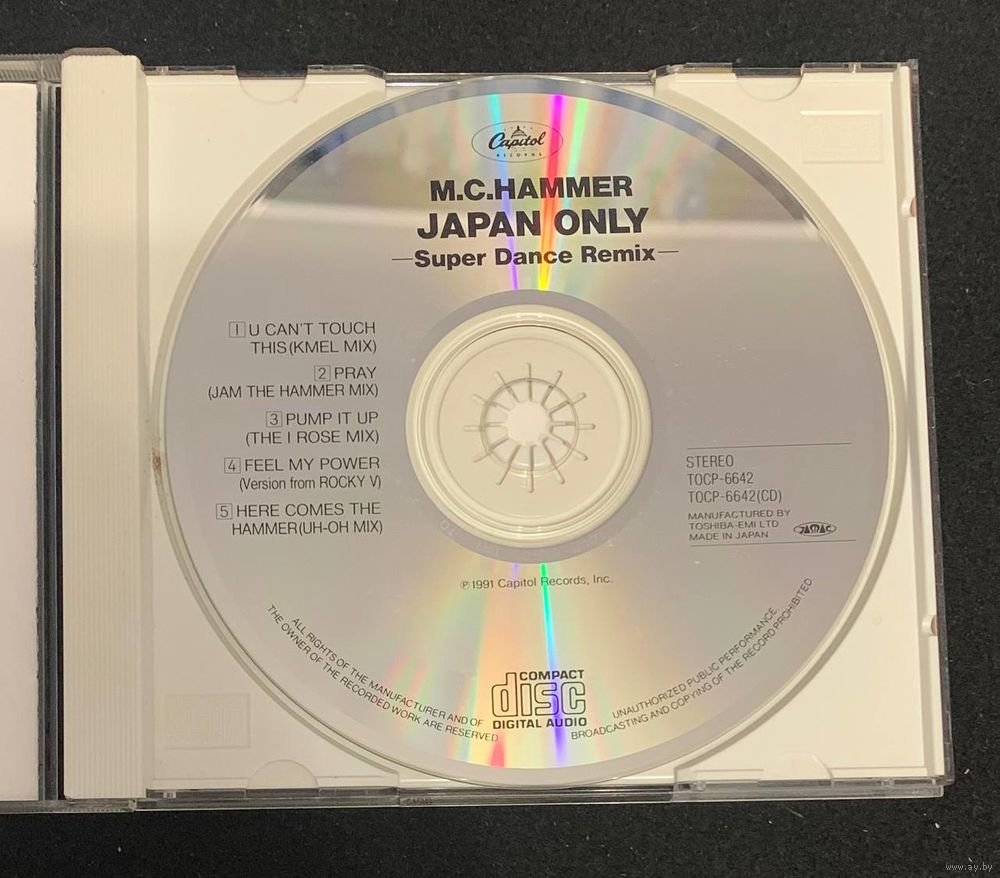 Capitol
RECORDS
M.C.HAMMER
JAPAN ONLY
—Super Dance Remix—
1 U CAN'T TOUCH
THIS(KMEL MIX)
2 PRAY
(JAM THE HAMMER MIX)
3 PUMP IT UP
(THE I ROSE MIX)
4 FEEL MY POWER
(Version from ROCKY V)
5 HERE COMES THE
HAMMER(UH-OH MIX)
STEREO
TOCP-6642
TOCP-6642(CD)
MANUFACTURED BY
TOSHIBA-EMI LTD
MADE IN JAPAN
JASRAC
℗1991 Capitol Records, Inc.
ALL RIGHTS OF THE MANUFACTURER AND OF
THE OWNER OF THE RECORDED WORK ARE RESERVED
COMPACT
disc
DIGITAL AUDIO
UNAUTHORIZED PUBLIC PERFORMANCE,
BROADCASTING AND COPYING OF THE RECORD PROHIBITED
www.ay.by